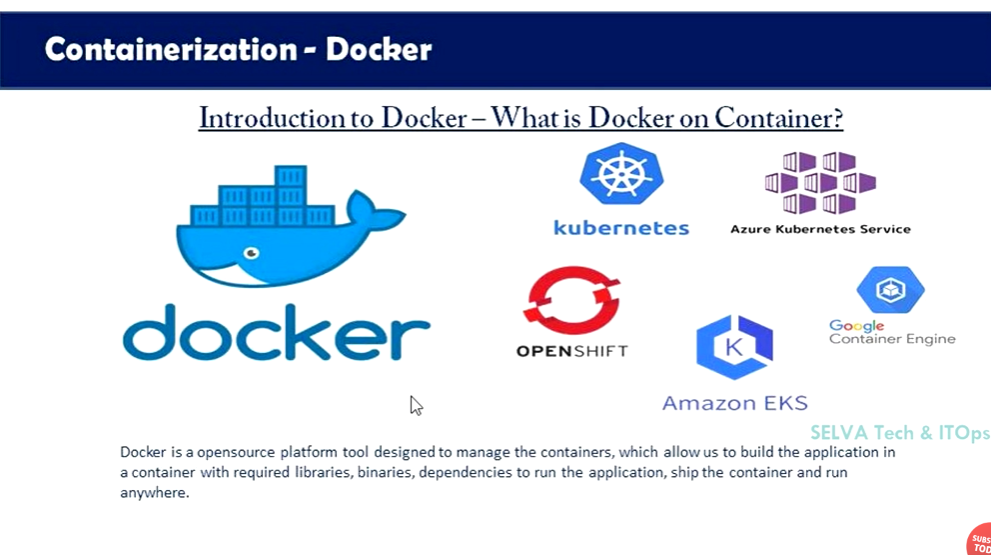 Containerization - Docker
Introduction to Docker – What is Docker on Container?
kubernetes
Azure Kubernetes Service
docker
OPENSHIFT
K
Google
Container Engine
Amazon EKS
SELVA Tech & ITOps
Docker is a opensource platform tool designed to manage the containers, which allow us to build the application in
a container with required libraries, binaries, dependencies to run the application, ship the container and run
anywhere.